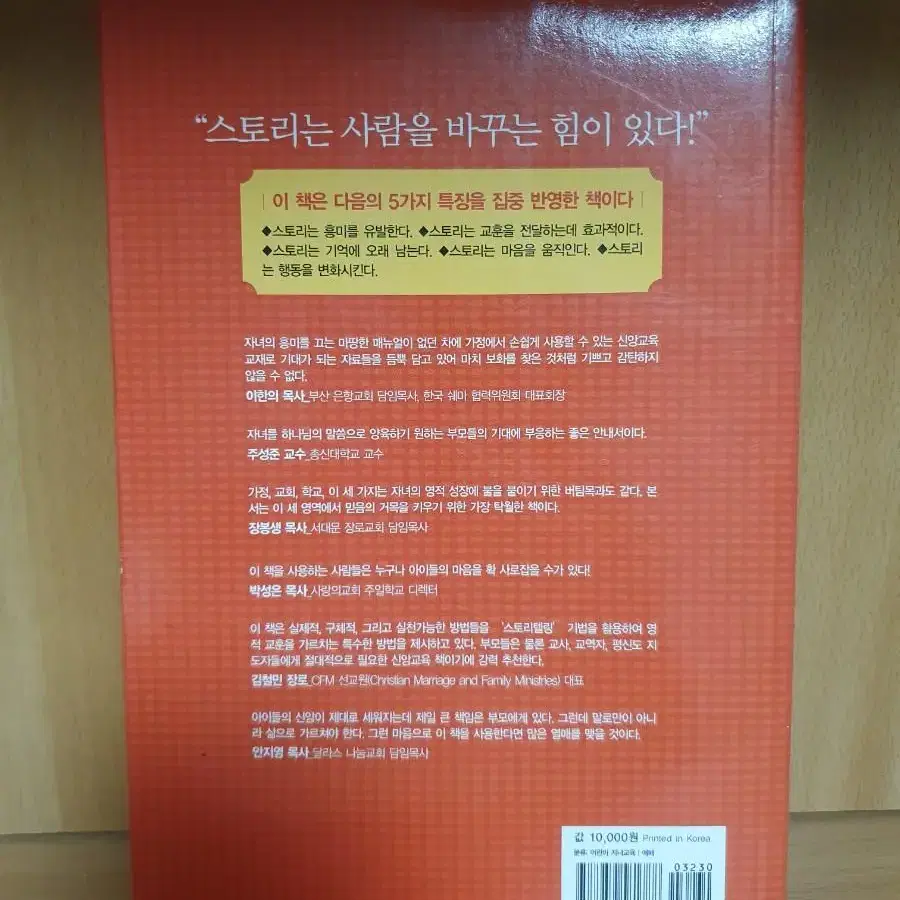 “스토리는 사람을 바꾸는 힘이 있다!”
| 이 책은 다음의 5가지 특징을 집중 반영한 책이다 |
◆스토리는 흥미를 유발한다. ◆스토리는 교훈을 전달하는데 효과적이다.
◆스토리는 기억에 오래 남는다. ◆스토리는 마음을 움직인다. ◆스토리
는 행동을 변화시킨다.
자녀의 흥미를 끄는 마땅한 매뉴얼이 없던 차에 가정에서 손쉽게 사용할 수 있는 신앙교육
교재로 기대가 되는 자료들을 듬뿍 담고 있어 마치 보화를 찾은 것처럼 기쁘고 감탄하지
않을 수 없다.
이한의 목사_부산 은항교회 담임목사, 한국 쉐마 협력위원회 대표회장
자녀를 하나님의 말씀으로 양육하기 원하는 부모들의 기대에 부응하는 좋은 안내서이다.
주성준 교수_총신대학교 교수
가정, 교회, 학교, 이 세 가지는 자녀의 영적 성장에 불을 붙이기 위한 버팀목과도 같다. 본
서는 이 세 영역에서 믿음의 거목을 키우기 위한 가장 탁월한 책이다.
장봉생 목사_서대문 장로교회 담임목사
이 책을 사용하는 사람들은 누구나 아이들의 마음을 확 사로잡을 수가 있다!
박성은 목사_사랑의교회 주일학교 디렉터
이 책은 실제적, 구체적, 그리고 실천가능한 방법들을 ‘스토리텔링’ 기법을 활용하여 영
적 교훈을 가르치는 특수한 방법을 제시하고 있다. 부모들은 물론 교사, 교역자, 평신도 지
도자들에게 절대적으로 필요한 신앙교육 책이기에 강력 추천한다.
김철민 장로_CFM 선교원(Christian Marriage and Family Ministries) 대표
아이들의 신앙이 제대로 세워지는데 제일 큰 책임은 부모에게 있다. 그런데 말로만이 아니
라 삶으로 가르쳐야 한다. 그런 마음으로 이 책을 사용한다면 많은 열매를 맺을 것이다.
안지영 목사_달라스 나눔교회 담임목사
값 10,000원 Printed in Korea
분류: 어린이 자녀교육 | 예배
03230